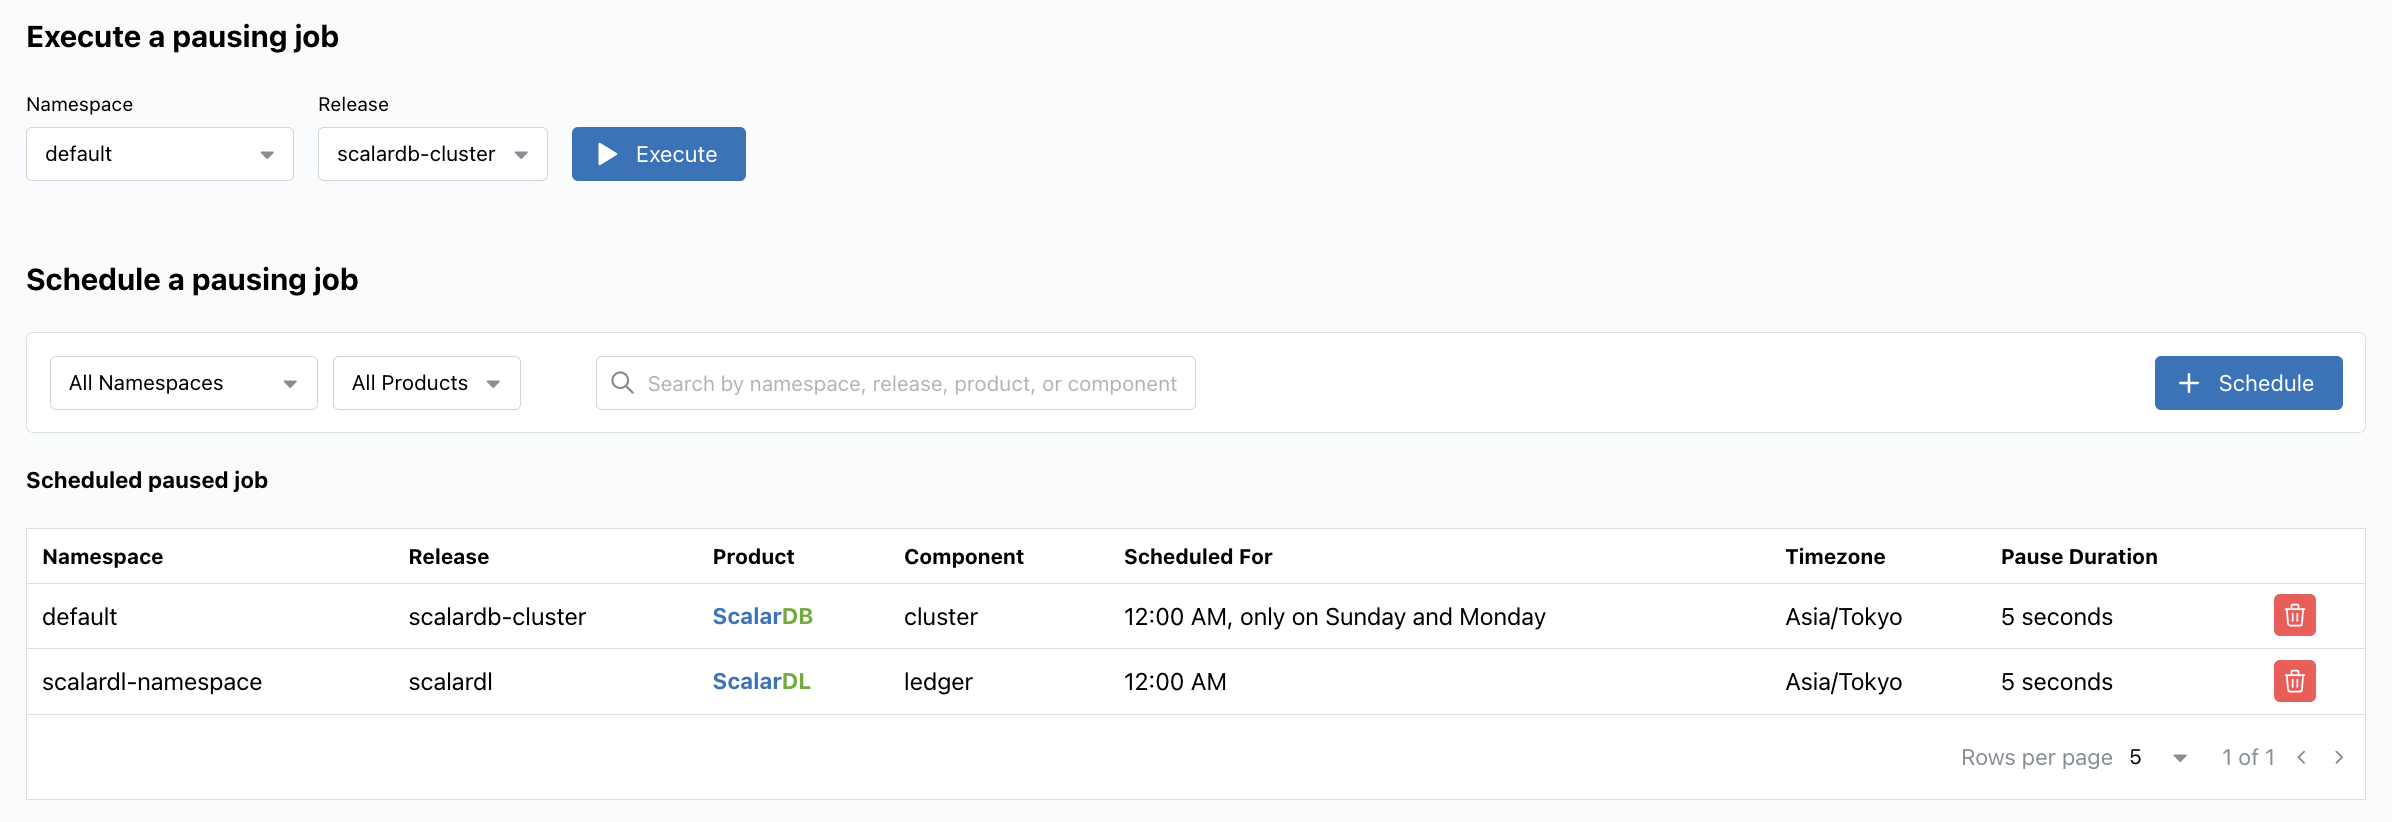 Execute a pausing job
Namespace Release
default scalardb-cluster Execute
Schedule a pausing job
All Namespaces All Products Search by namespace, release, product, or component Schedule
Scheduled paused job
Namespace Release Product Component Scheduled For Timezone Pause Duration
default scalardb-cluster ScalarDB cluster 12:00 AM, only on Sunday and Monday Asia/Tokyo 5 seconds
scalardl-namespace scalardl ScalarDL ledger 12:00 AM Asia/Tokyo 5 seconds
Rows per page 5 1 of 1